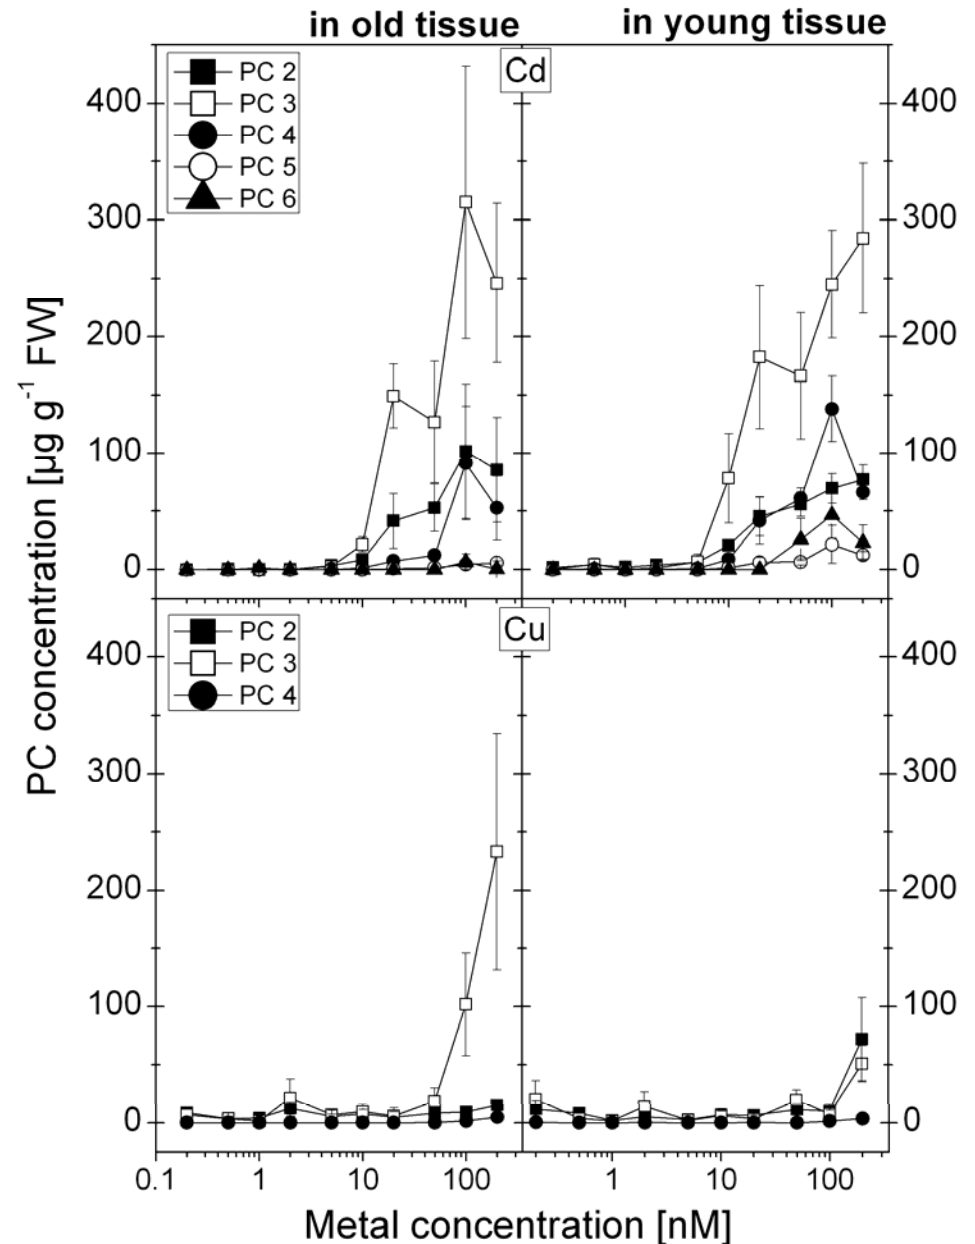 in old tissue
in young tissue
Cd
PC 2
PC 3
PC 4
PC 5
PC 6
400
300
200
100
0
400
300
200
100
0
Cu
PC 2
PC 3
PC 4
400
300
200
100
0
400
300
200
100
0
PC concentration [µg g⁻¹ FW]
0.1
1
10
100
1
10
100
Metal concentration [nM]